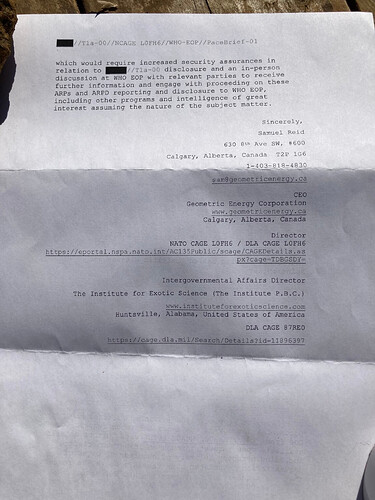 //T1a-00//NCAGE L0FH6//WHO-EOP//PaceBrief-01
which would require increased security assurances in
relation to //T1a-00 disclosure and an in-person
discussion at WHO EOP with relevant parties to receive
further information and engage with proceeding on these
ARPs and ARPD reporting and disclosure to WHO EOP,
including other programs and intelligence of great
interest assuming the nature of the subject matter.
Sincerely,
Samuel Reid
630 8th Ave SW, #600
Calgary, Alberta, Canada T2P 1G6
1-403-818-4830
sam@geometricenergy.ca
CEO
Geometric Energy Corporation
www.geometricenergy.ca
Calgary, Alberta, Canada
Director
NATO CAGE L0FH6 / DLA CAGE L0FH6
https://eportal.nspa.nato.int/AC135Public/scage/CAGEDetails.as
px?cage=
Intergovernmental Affairs Director
The Institute for Exotic Science (The Institute P.B.C.)
www.instituteforexoticscience.com
Huntsville, Alabama, United States of America
DLA CAGE 87RE0
https://cage.dla.mil/Search/Details?id=11896397